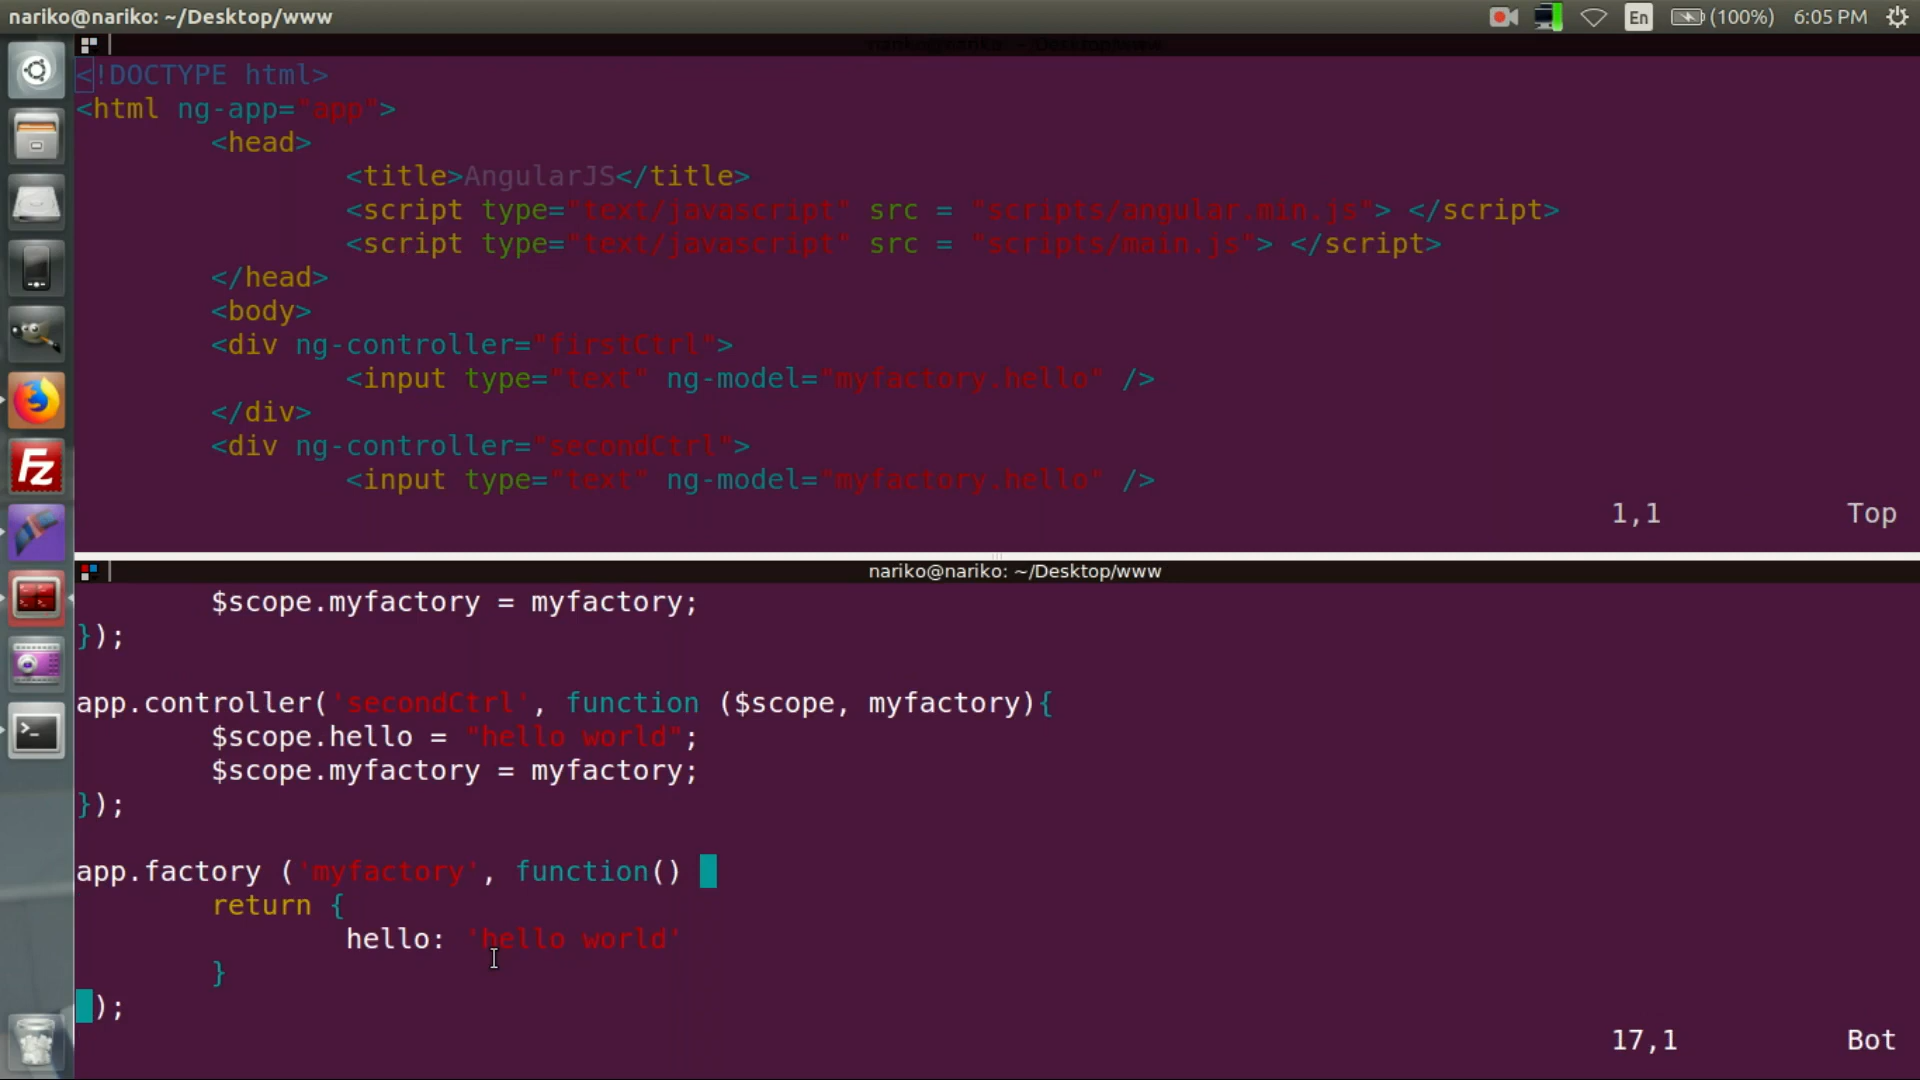 nariko@nariko: ~/Desktop/www
En
(100%)
6:05 PM
nariko@nariko: ~/Desktop/www
<!DOCTYPE html>
<html ng-app="app">
<head>
<title>AngularJS</title>
<script type="text/javascript" src = "scripts/angular.min.js"> </script>
<script type="text/javascript" src = "scripts/main.js"> </script>
</head>
<body>
<div ng-controller="firstCtrl">
<input type="text" ng-model="myfactory.hello" />
</div>
<div ng-controller="secondCtrl">
<input type="text" ng-model="myfactory.hello" />
1,1 Top
nariko@nariko: ~/Desktop/www
$scope.myfactory = myfactory;
});
app.controller('secondCtrl', function ($scope, myfactory){
$scope.hello = "hello world";
$scope.myfactory = myfactory;
});
app.factory ('myfactory', function()
return {
hello: 'hello world'
}
);
17,1 Bot
Fz